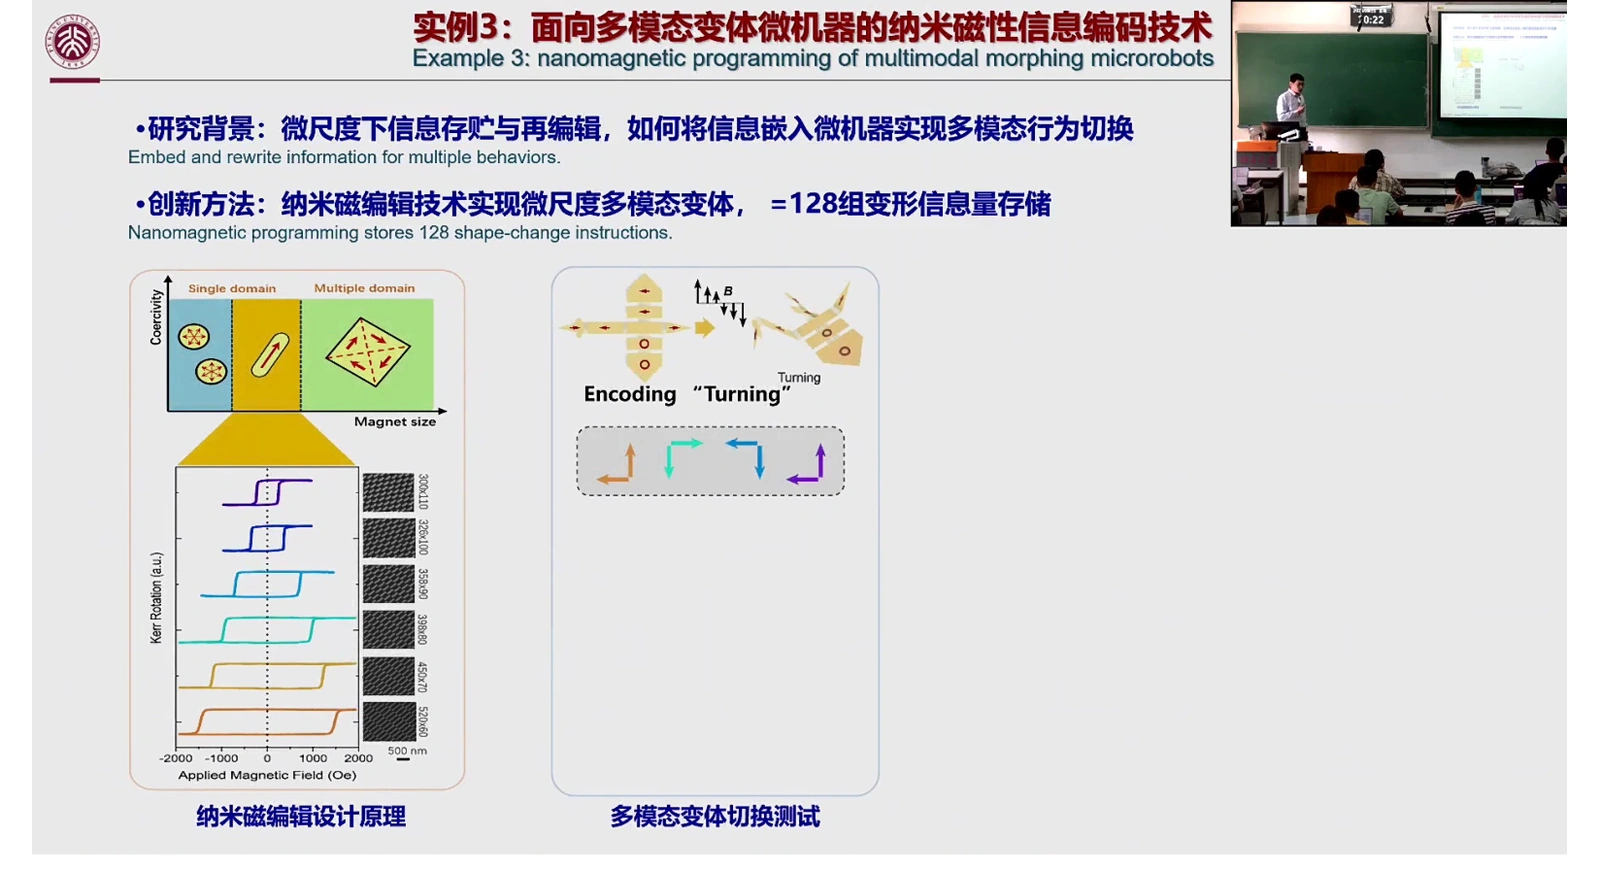 实例3：面向多模态变体微机器的纳米磁性信息编码技术
Example 3: nanomagnetic programming of multimodal morphing microrobots
•研究背景：微尺度下信息存贮与再编辑，如何将信息嵌入微机器实现多模态行为切换
Embed and rewrite information for multiple behaviors.
•创新方法：纳米磁编辑技术实现微尺度多模态变体， =128组变形信息量存储
Nanomagnetic programming stores 128 shape-change instructions.
Single domain
Multiple domain
Coercivity
Magnet size
300x110
326x100
358x90
398x80
450x70
520x60
Kerr Rotation (a.u.)
500 nm
-2000 -1000 0 1000 2000
Applied Magnetic Field (Oe)
纳米磁编辑设计原理
B
Turning
Encoding “Turning”
多模态变体切换测试